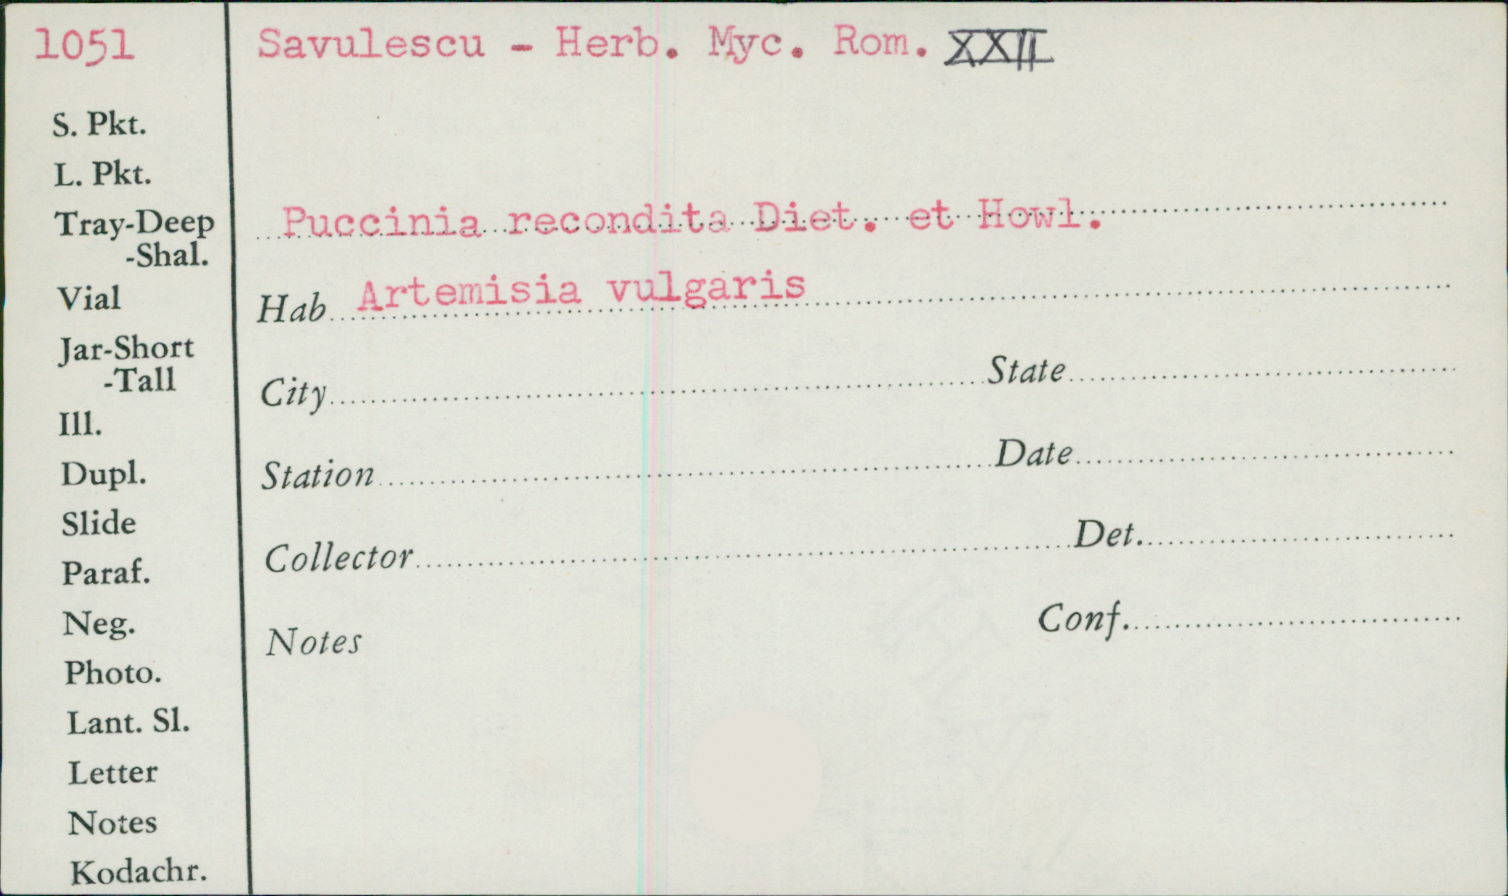 1051
Savulescu - Herb. Myc. Rom. XXII
S. Pkt.
L. Pkt.
Tray-Deep
-Shal.
Vial
Jar-Short
-Tall
Ill.
Dupl.
Slide
Paraf.
Neg.
Photo.
Lant. Sl.
Letter
Notes
Kodachr.
Puccinia recondita Diet. et Howl.
Hab Artemisia vulgaris
City State
Station Date
Collector Det.
Conf.
Notes